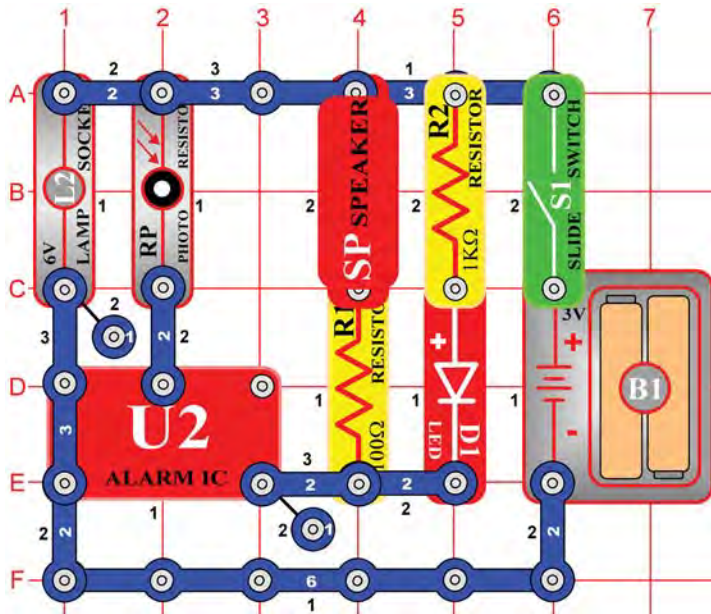 1 2 3 4 5 6 7
2 3 1
A 2 3 3
L2 SOCKET LAMP 6V
RP PHOTO RESISTOR
SP SPEAKER
R2 RESISTOR 1KΩ
S1 SLIDE SWITCH
B 1 1 2 2 2
C
2 1
3 2 2
R1 RESISTOR 100Ω
+ D1 LED
3V + - B1
D 1 1 1
3
U2
ALARM IC
3
E 2 2
1 2
2 1
2 2 2 2
F 6
1